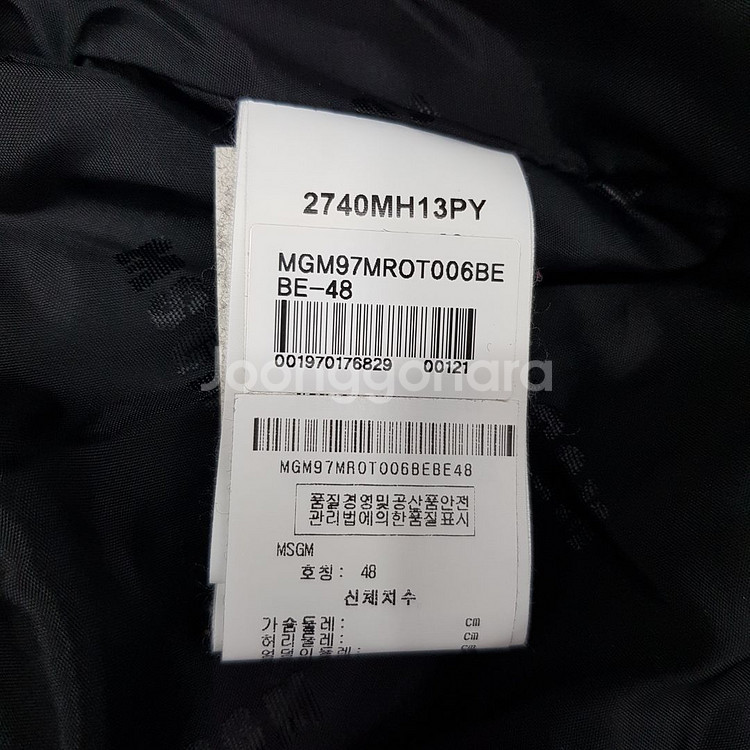 2740MH13PY
MGM97MROT006BE
BE-48
001970176829 00121
Joonggonara
MGM97MROT006BEBE48
품질경영및공산품안전
관리법에의한품질표시
MSGM
호칭: 48
신체치수
가슴둘레: cm
허리둘레: cm
cm